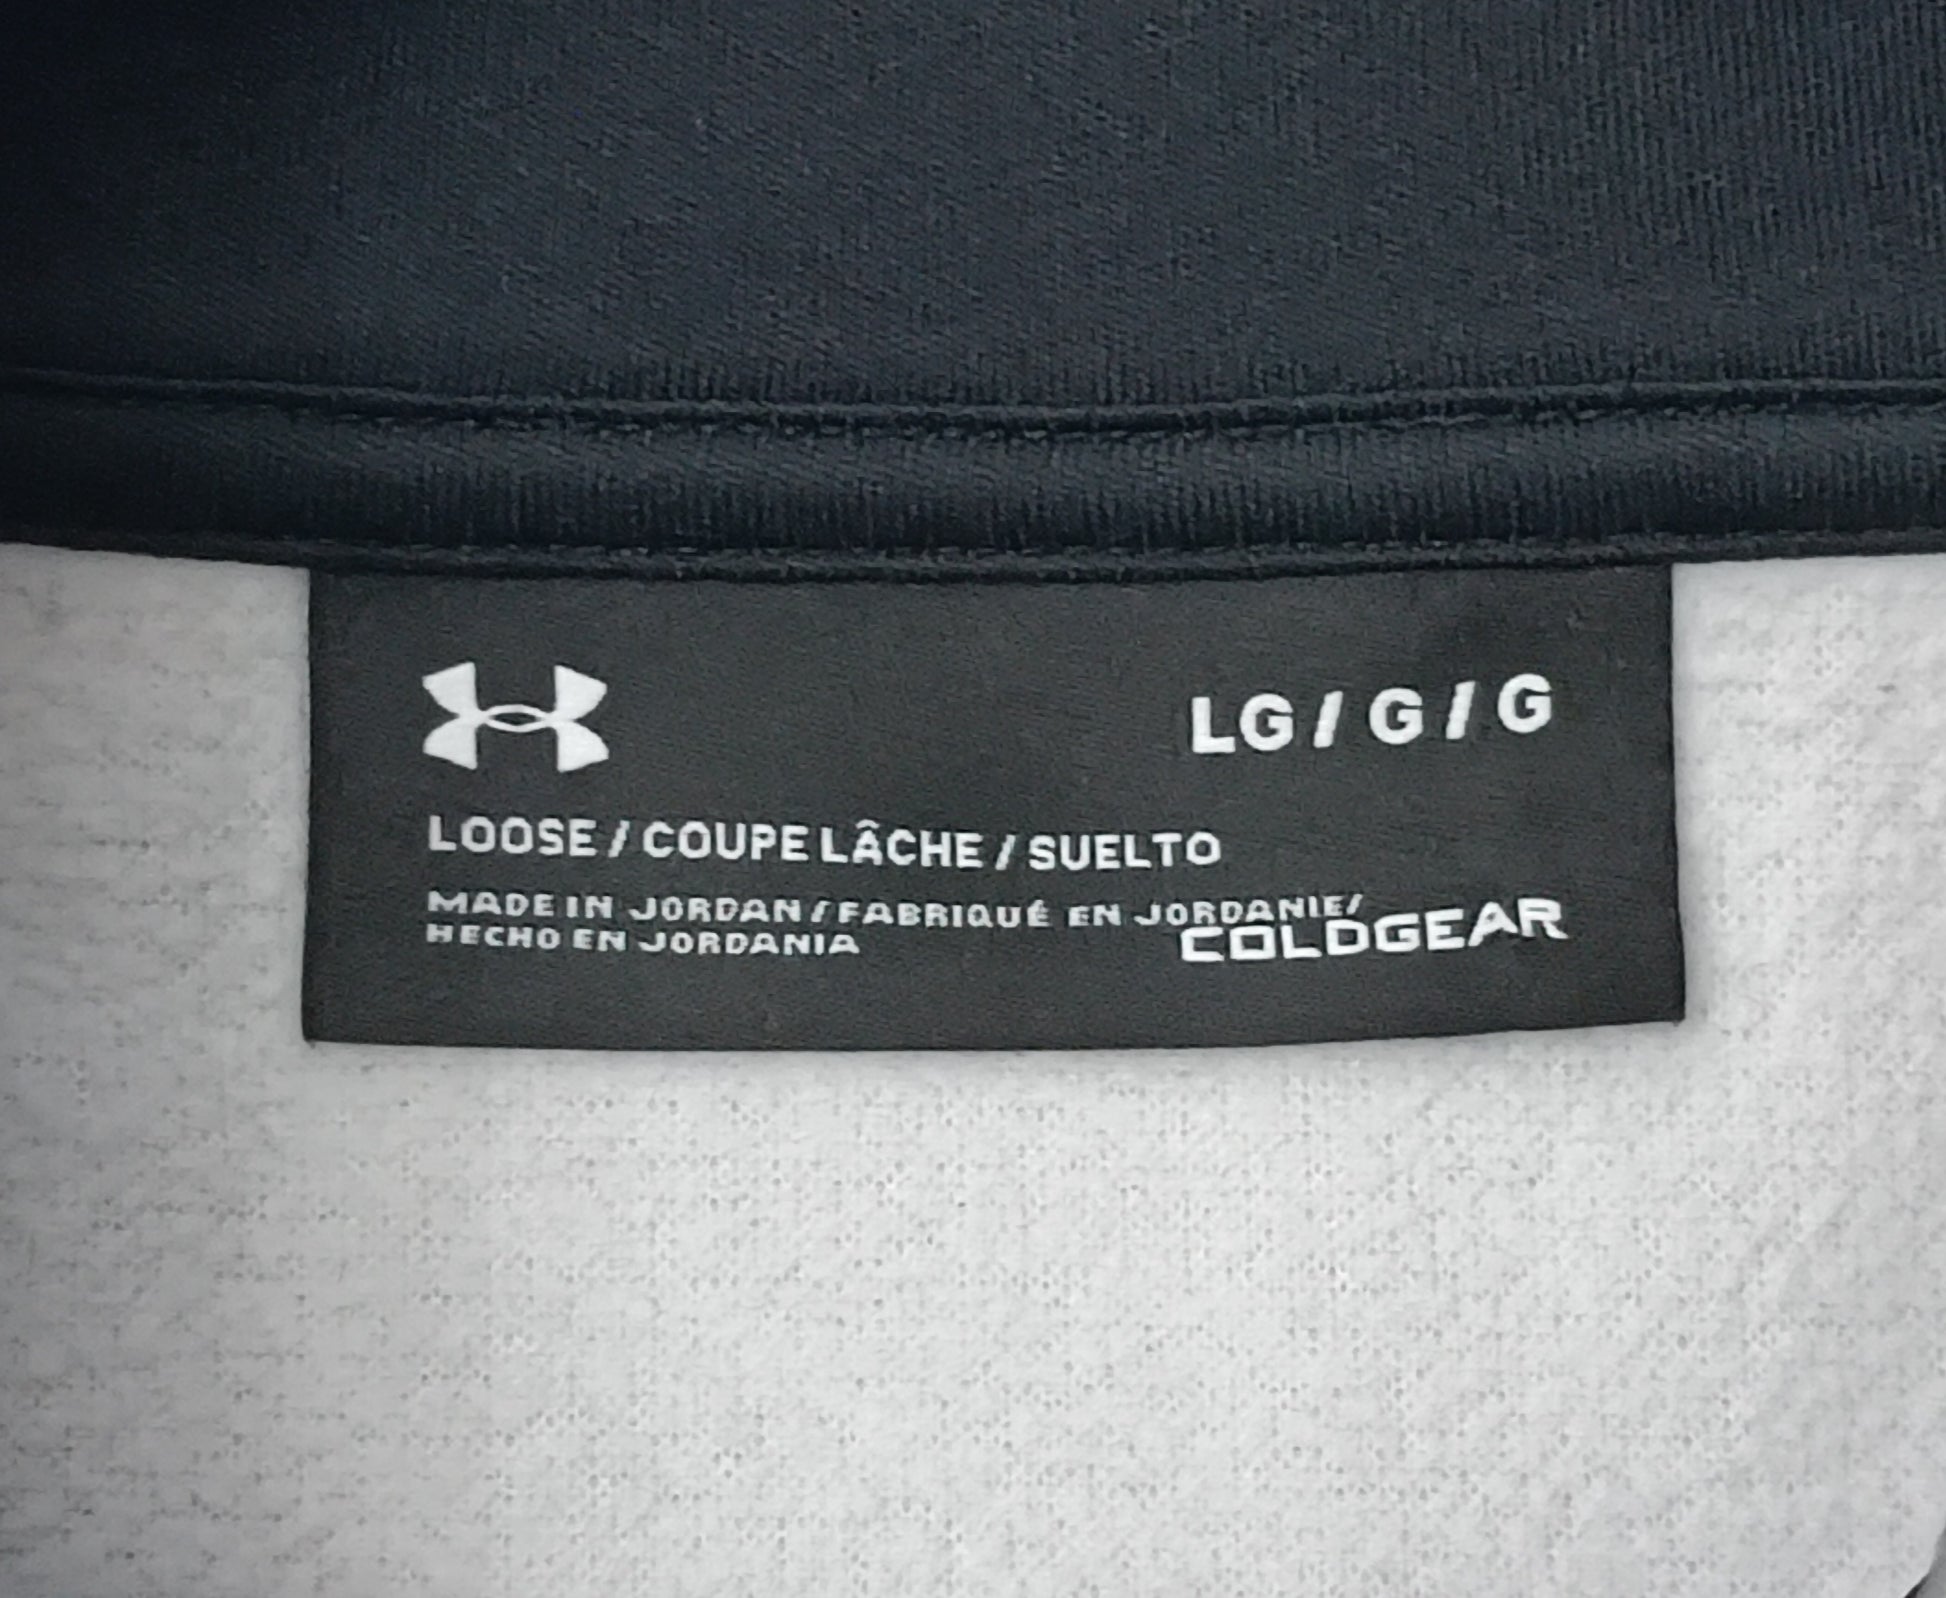 LG / G / G
LOOSE / COUPE LÂCHE / SUELTO
MADE IN JORDAN / FABRIQUÉ EN JORDANIE/
HECHO EN JORDANIA
COLDGEAR